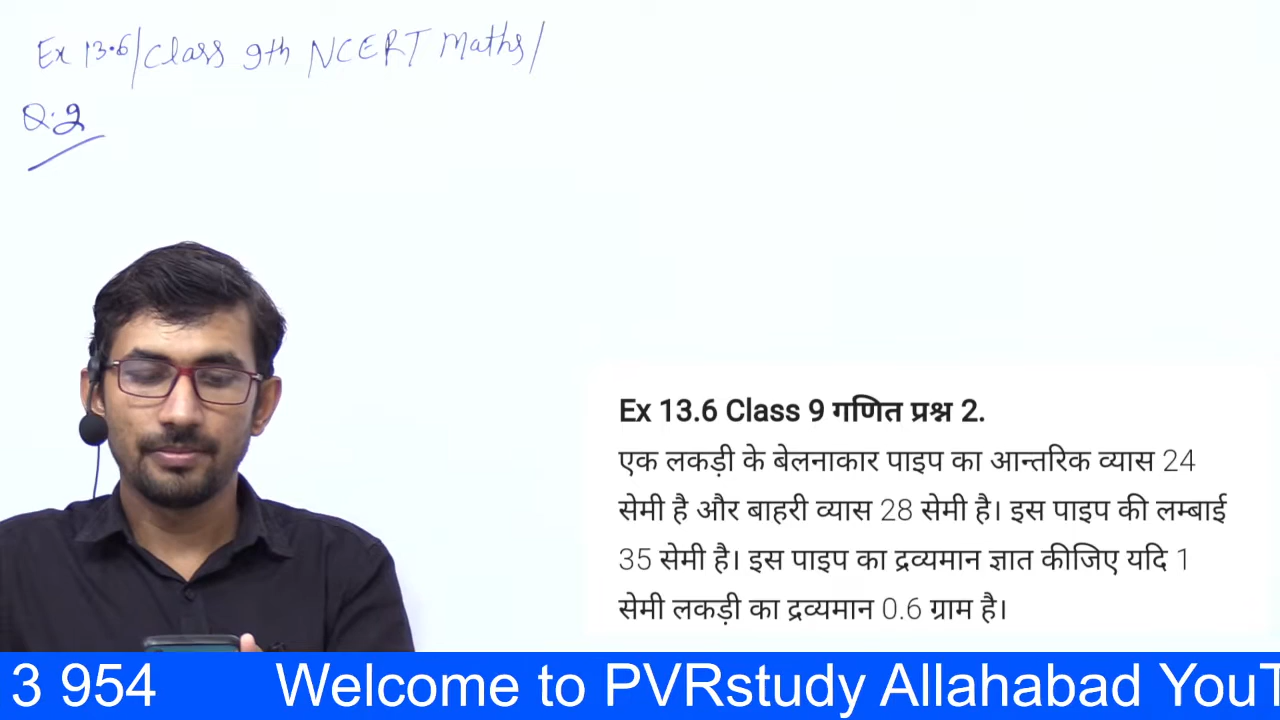 Ex 13.6/Class 9th NCERT Maths/
Q.2
Ex 13.6 Class 9 गणित प्रश्न 2.
एक लकड़ी के बेलनाकार पाइप का आन्तरिक व्यास 24
सेमी है और बाहरी व्यास 28 सेमी है। इस पाइप की लम्बाई
35 सेमी है। इस पाइप का द्रव्यमान ज्ञात कीजिए यदि 1
सेमी लकड़ी का द्रव्यमान 0.6 ग्राम है।
3 954 Welcome to PVRstudy Allahabad YouT